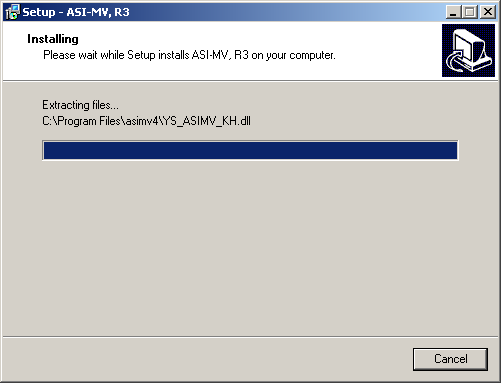 Setup - ASI-MV, R3
Installing
Please wait while Setup installs ASI-MV, R3 on your computer.
Extracting files...
C:\Program Files\asimv4\YS_ASIMV_KH.dll
Cancel